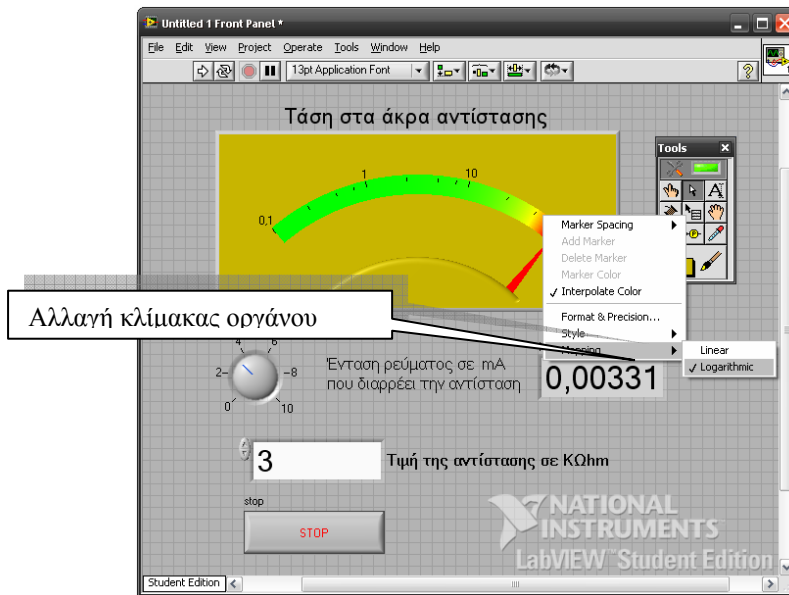 Untitled 1 Front Panel *
File Edit View Project Operate Tools Window Help
13pt Application Font
?
1
Τάση στα άκρα αντίστασης
0,1
1
10
Tools
Marker Spacing
Add Marker
Delete Marker
Marker Color
✓ Interpolate Color
Format & Precision...
Style
Mapping
Linear
✓ Logarithmic
Αλλαγή κλίμακας οργάνου
0
2
4
6
8
10
Ένταση ρεύματος σε mA
που διαρρέει την αντίσταση
0,00331
3
Τιμή της αντίστασης σε KΩhm
stop
STOP
NATIONAL
INSTRUMENTS
LabVIEW™ Student Edition
Student Edition